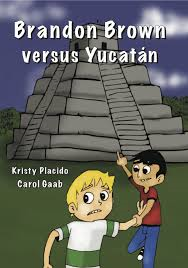 Brandon Brown
versus Yucatán
Kristy Placido
Carol Gaab